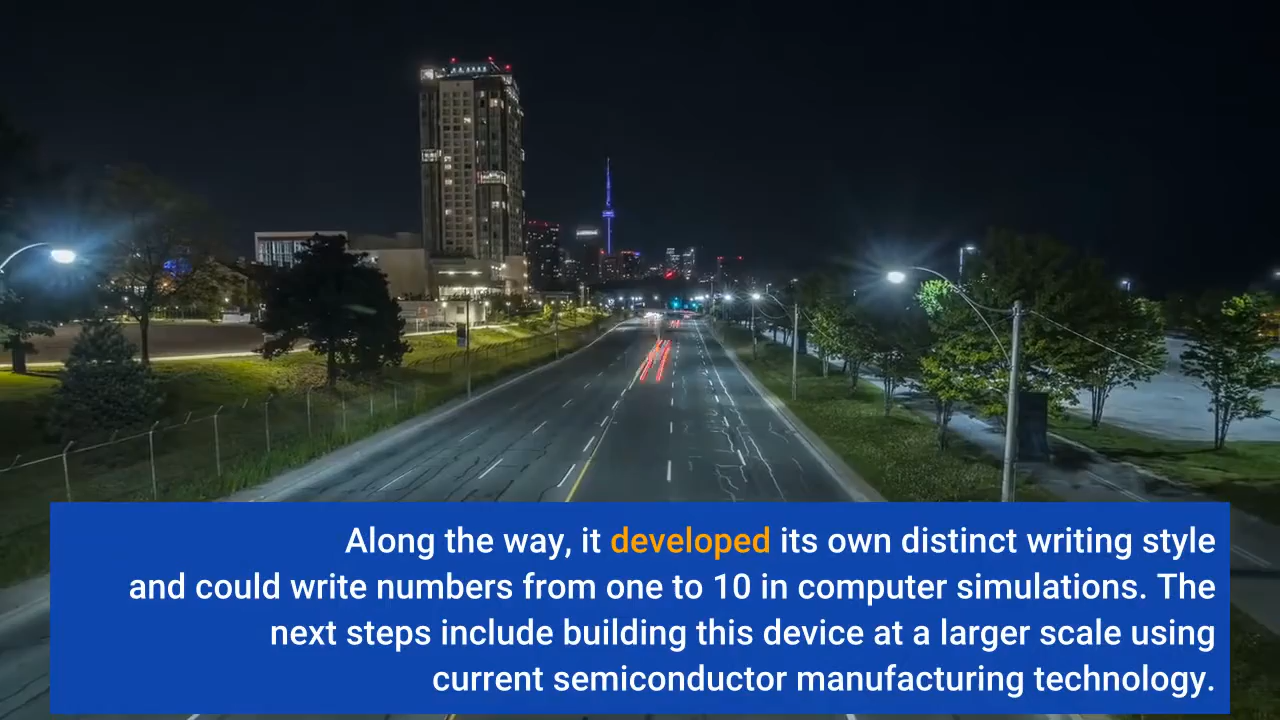 Along the way, it developed its own distinct writing style
and could write numbers from one to 10 in computer simulations. The
next steps include building this device at a larger scale using
current semiconductor manufacturing technology.